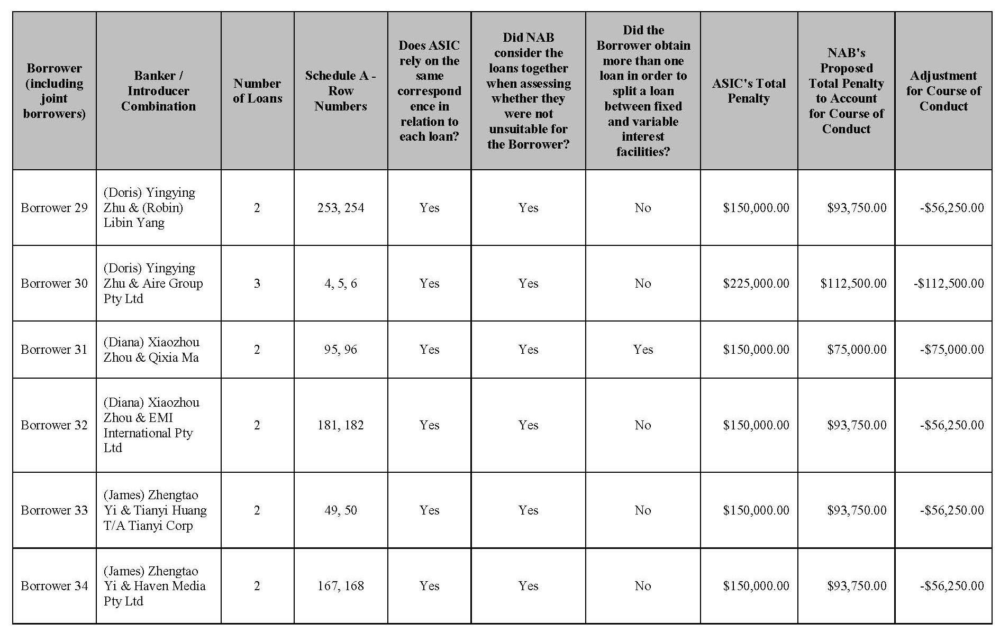 Borrower
(including
joint
borrowers)
Banker /
Introducer
Combination
Number
of Loans
Schedule A -
Row
Numbers
Does ASIC
rely on the
same
correspond
ence in
relation to
each loan?
Did NAB
consider the
loans together
when assessing
whether they
were not
unsuitable for
the Borrower?
Did the
Borrower obtain
more than one
loan in order to
split a loan
between fixed
and variable
interest
facilities?
ASIC's Total
Penalty
NAB's
Proposed
Total Penalty
to Account
for Course of
Conduct
Adjustment
for Course of
Conduct
Borrower 29
(Doris) Yingying
Zhu & (Robin)
Libin Yang
2
253, 254
Yes
Yes
No
$150,000.00
$93,750.00
-$56,250.00
Borrower 30
(Doris) Yingying
Zhu & Aire Group
Pty Ltd
3
4, 5, 6
Yes
Yes
No
$225,000.00
$112,500.00
-$112,500.00
Borrower 31
(Diana) Xiaozhou
Zhou & Qixia Ma
2
95, 96
Yes
Yes
Yes
$150,000.00
$75,000.00
-$75,000.00
Borrower 32
(Diana) Xiaozhou
Zhou & EMI
International Pty
Ltd
2
181, 182
Yes
Yes
No
$150,000.00
$93,750.00
-$56,250.00
Borrower 33
(James) Zhengtao
Yi & Tianyi Huang
T/A Tianyi Corp
2
49, 50
Yes
Yes
No
$150,000.00
$93,750.00
-$56,250.00
Borrower 34
(James) Zhengtao
Yi & Haven Media
Pty Ltd
2
167, 168
Yes
Yes
No
$150,000.00
$93,750.00
-$56,250.00